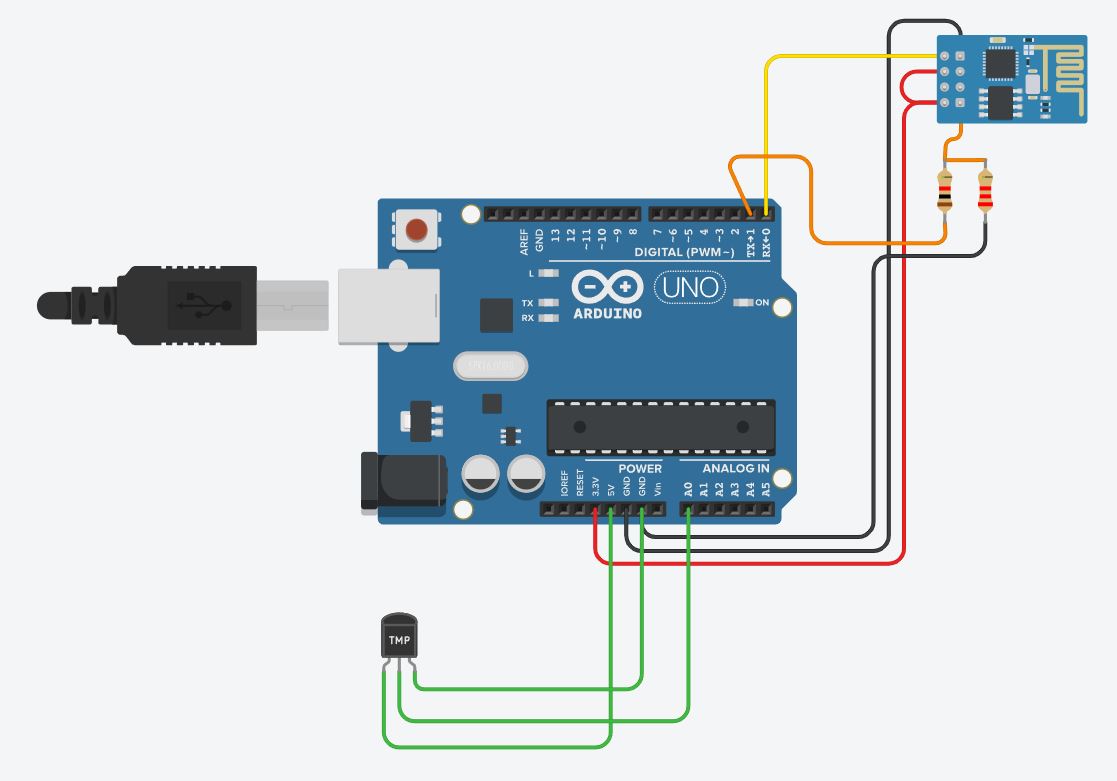 AREF
GND
13
12
~11
~10
~9
8
7
~6
~5
4
~3
2
TX→1
RX←0
DIGITAL (PWM~)
L
TX
RX
UNO
ARDUINO
ON
SPK16.000G
POWER
ANALOG IN
IOREF
RESET
3.3V
5V
GND
GND
Vin
A0
A1
A2
A3
A4
A5
TMP